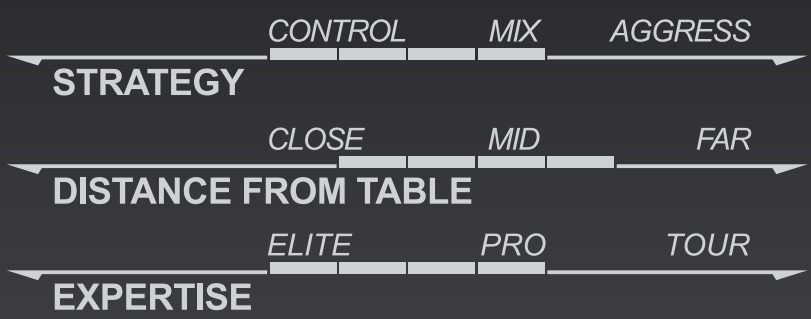 CONTROL MIX AGGRESS
STRATEGY
CLOSE MID FAR
DISTANCE FROM TABLE
ELITE PRO TOUR
EXPERTISE